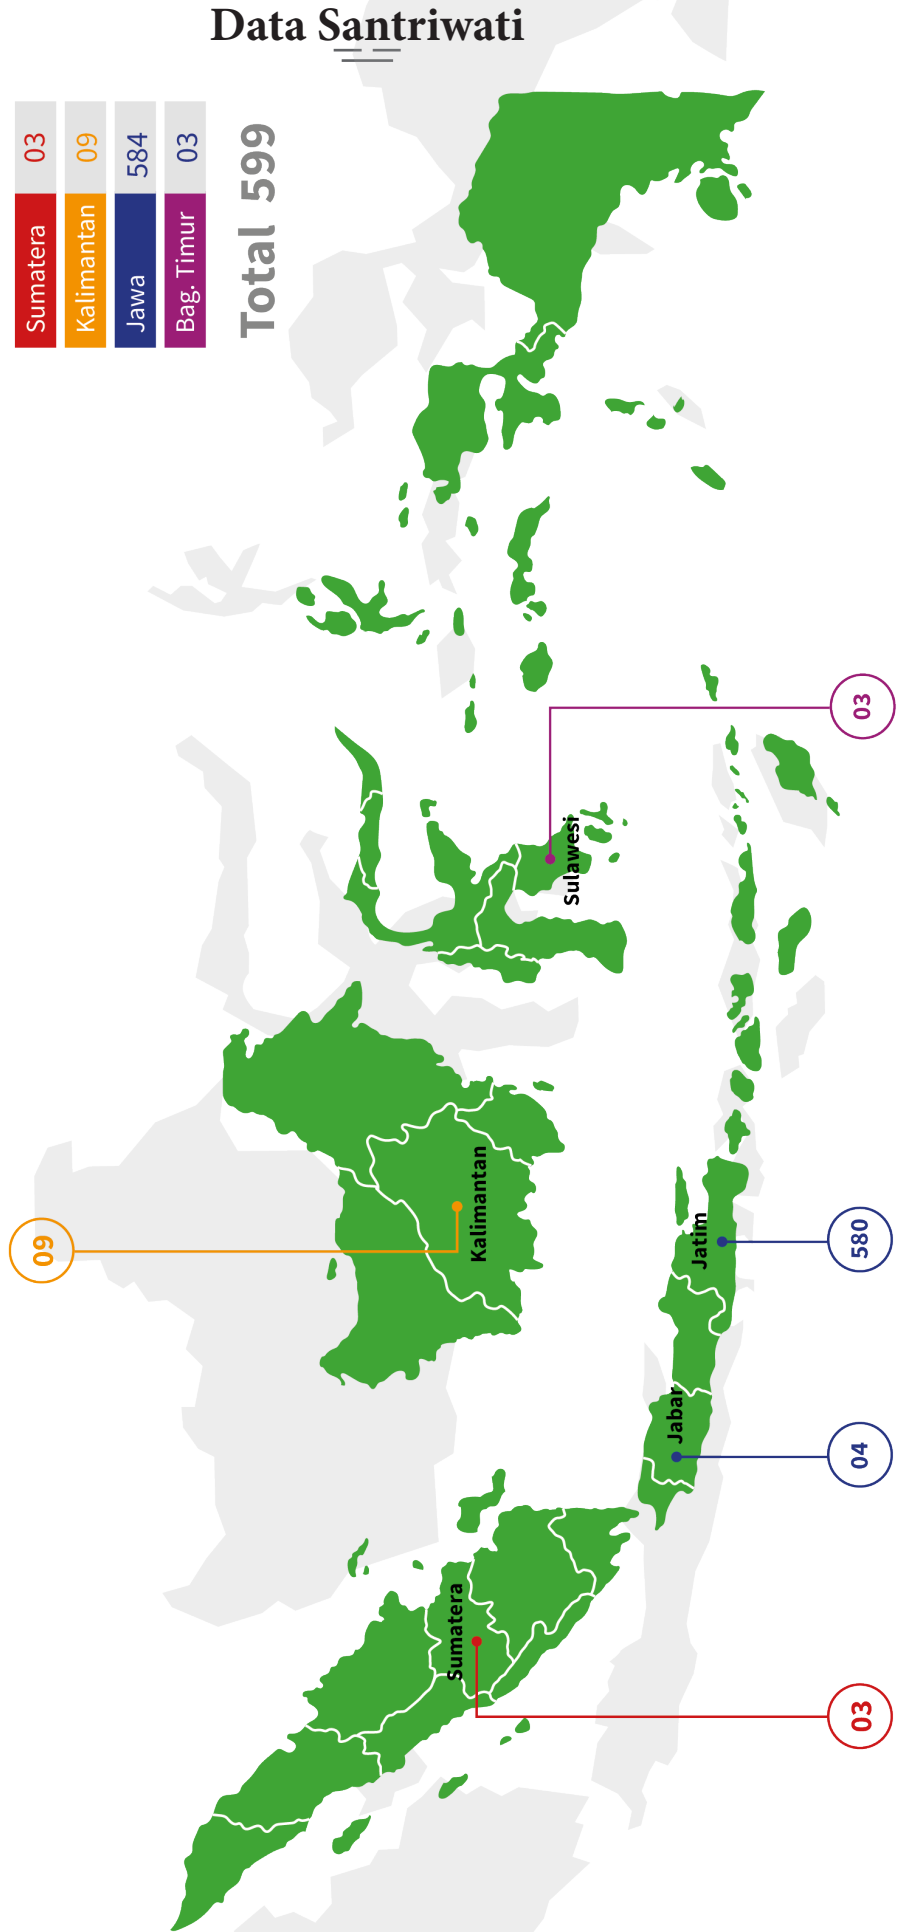 Data Santriwati
Sumatera 03
Kalimantan 09
Jawa 584
Bag. Timur 03
Total 599
03
Sulawesi
Kalimantan
09
Jatim
580
Jabar
04
Sumatera
03